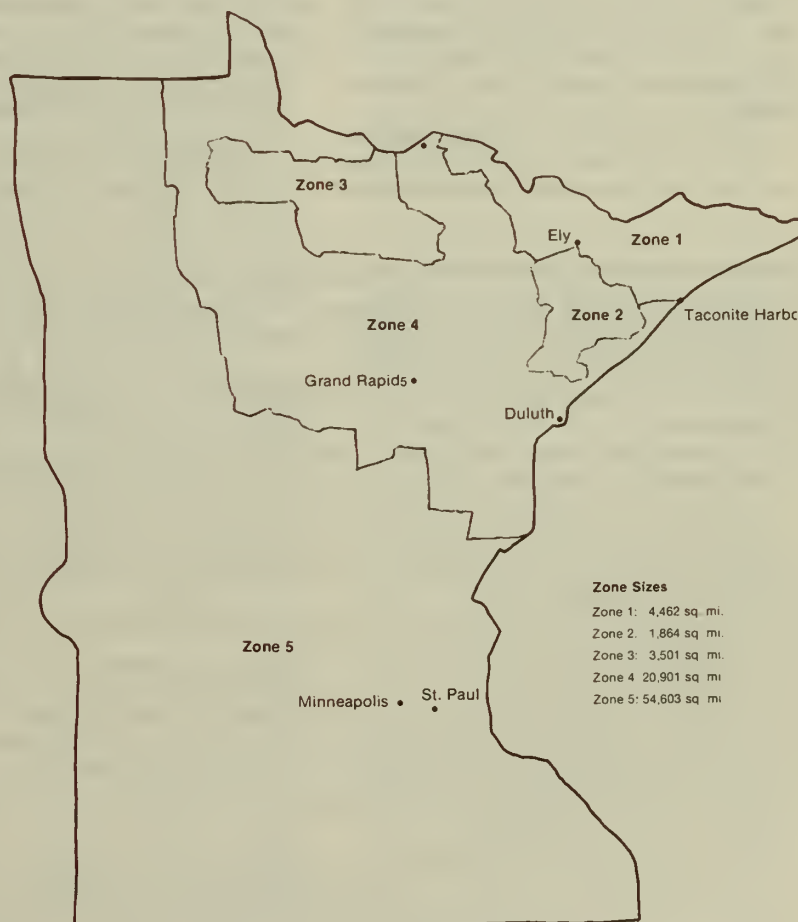 Zone 3
Ely
Zone 1
Zone 4
Zone 2
Taconite Harbo
Grand Rapids
Duluth
Zone Sizes
Zone 1: 4,462 sq mi.
Zone 2. 1,864 sq mi.
Zone 3: 3,501 sq mi.
Zone 4 20,901 sq mi
Zone 5: 54,603 sq mi
Zone 5
Minneapolis
St. Paul